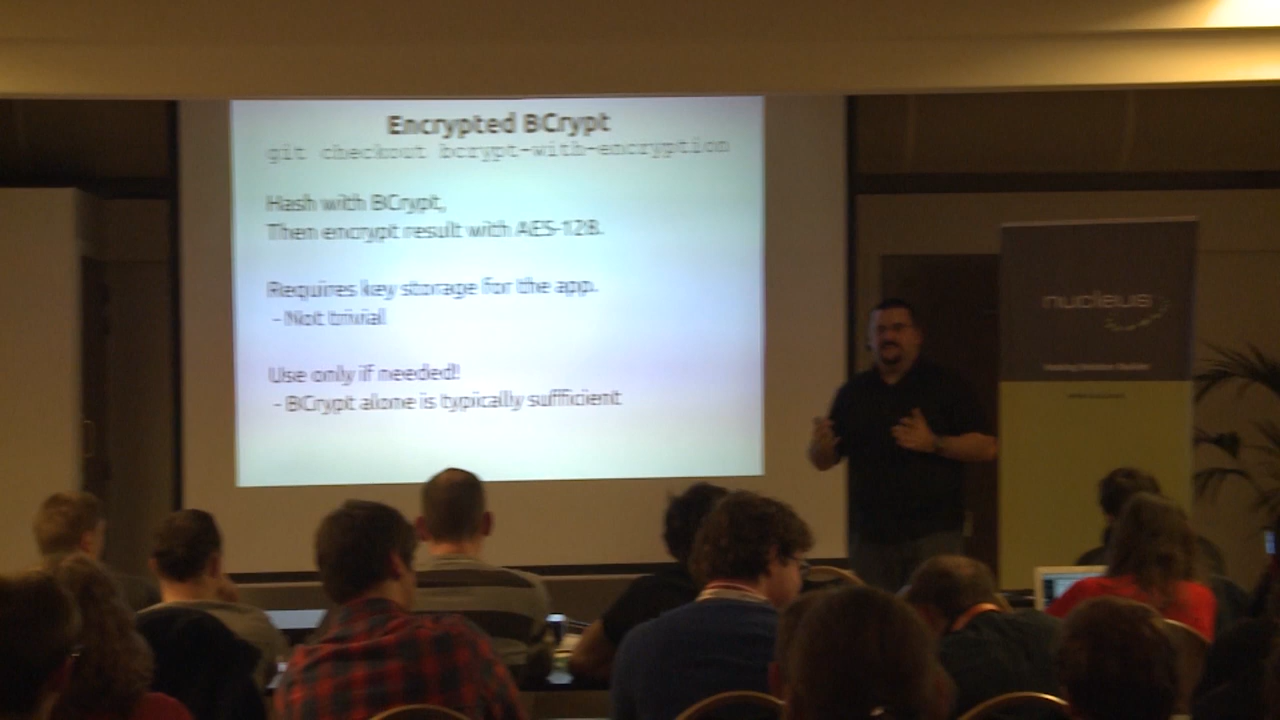 Encrypted BCrypt
git checkout bcrypt-with-encryption
Hash with BCrypt,
Then encrypt result with AES-128.
Requires key storage for the app.
- Not trivial
Use only if needed!
- BCrypt alone is typically sufficient
nucleus